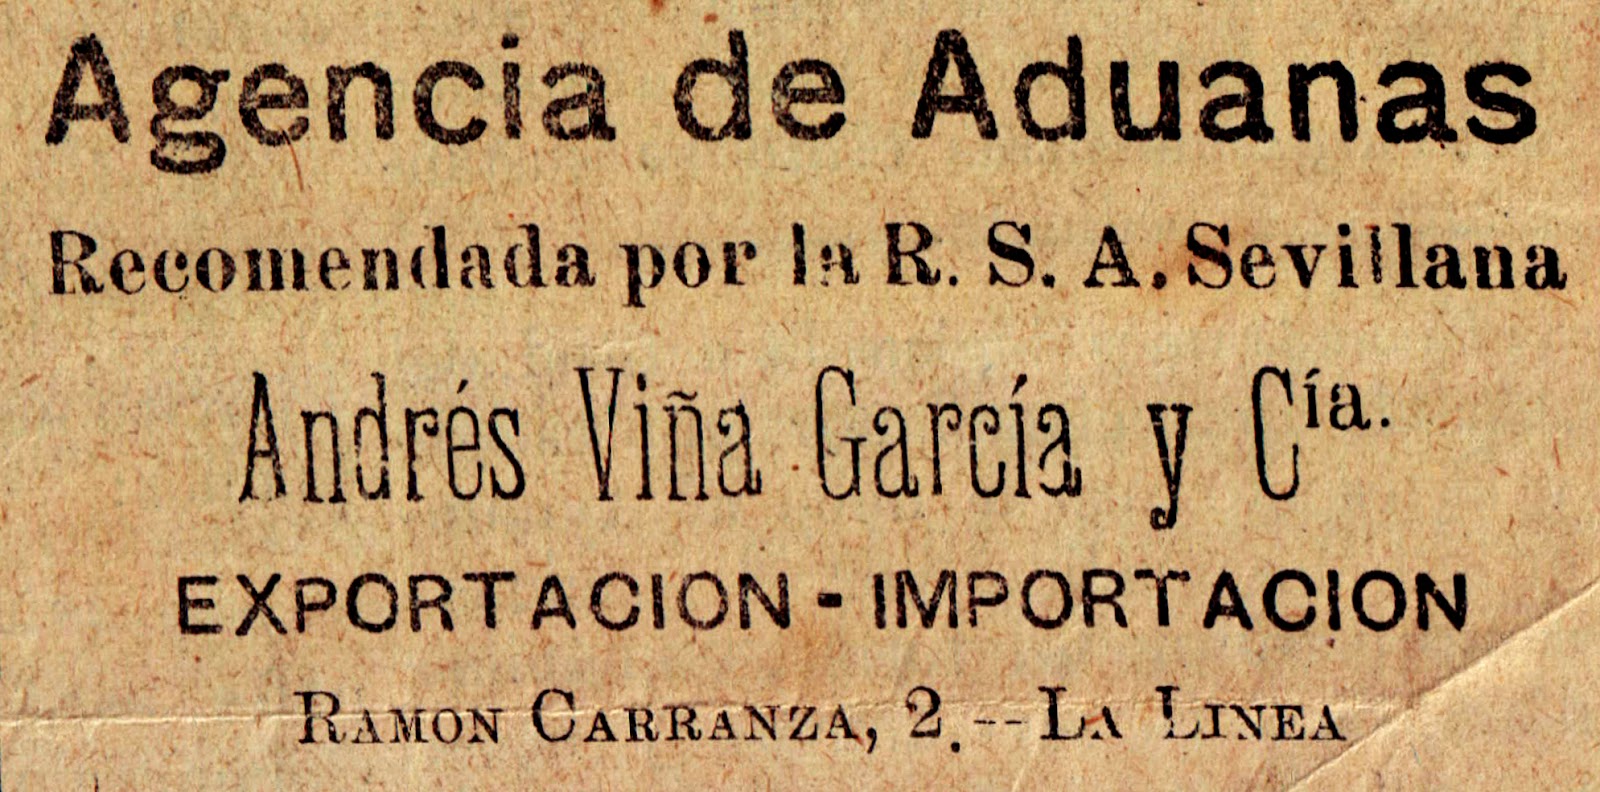 Agencia de Aduanas
Recomendada por la R. S. A. Sevillana
Andrés Viña García y Cía.
EXPORTACION - IMPORTACION
RAMON CARRANZA, 2. -- LA LINEA